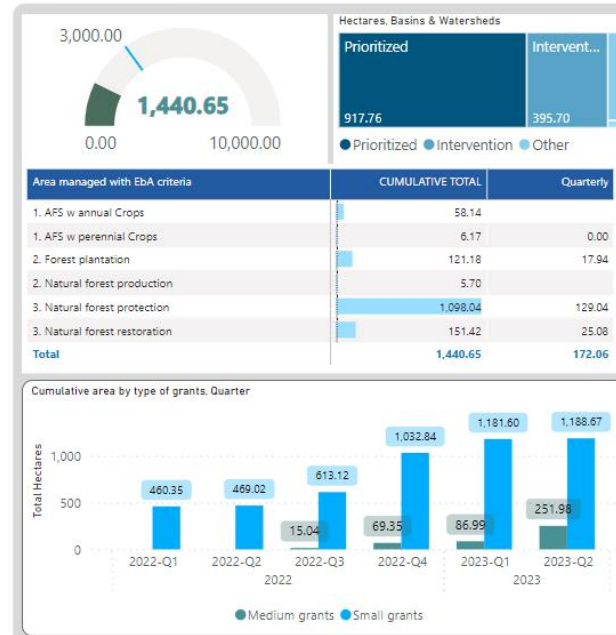 3,000.00
1,440.65
0.00 10,000.00
Hectares, Basins & Watersheds
Prioritized Intervent...
917.76 395.70
Prioritized Intervention Other
Area managed with EbA criteria CUMULATIVE TOTAL Quarterly
1. AFS w annual Crops 58.14
1. AFS w perennial Crops 6.17 0.00
2. Forest plantation 121.18 17.94
2. Natural forest production 5.70
3. Natural forest protection 1,098.04 129.04
3. Natural forest restoration 151.42 25.08
Total 1,440.65 172.06
Cumulative area by type of grants, Quarter
Total Hectares
1,000
500
0
460.35 469.02 15.04 613.12 69.35 1,032.84 86.99 1,181.60 251.98 1,188.67
2022-Q1 2022-Q2 2022-Q3 2022-Q4 2023-Q1 2023-Q2
2022 2023
Medium grants Small grants